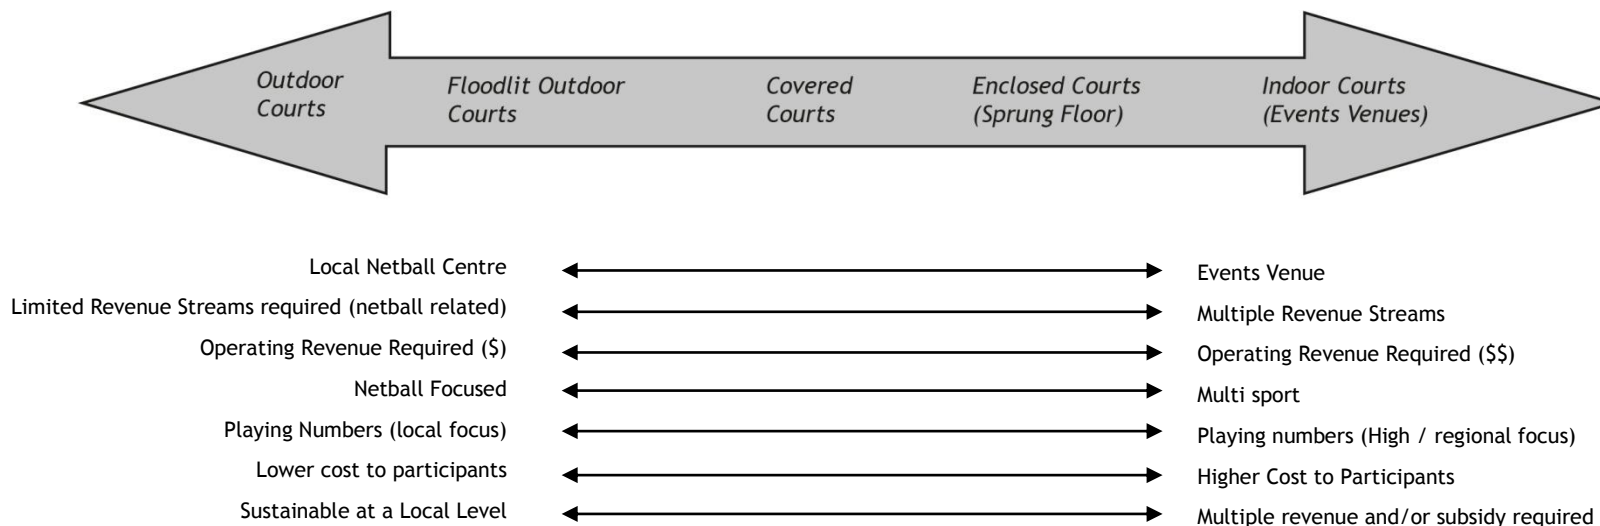 Outdoor
Courts
Floodlit Outdoor
Courts
Covered
Courts
Enclosed Courts
(Sprung Floor)
Indoor Courts
(Events Venues)
Local Netball Centre
Events Venue
Limited Revenue Streams required (netball related)
Multiple Revenue Streams
Operating Revenue Required ($)
Operating Revenue Required ($$)
Netball Focused
Multi sport
Playing Numbers (local focus)
Playing numbers (High / regional focus)
Lower cost to participants
Higher Cost to Participants
Sustainable at a Local Level
Multiple revenue and/or subsidy required